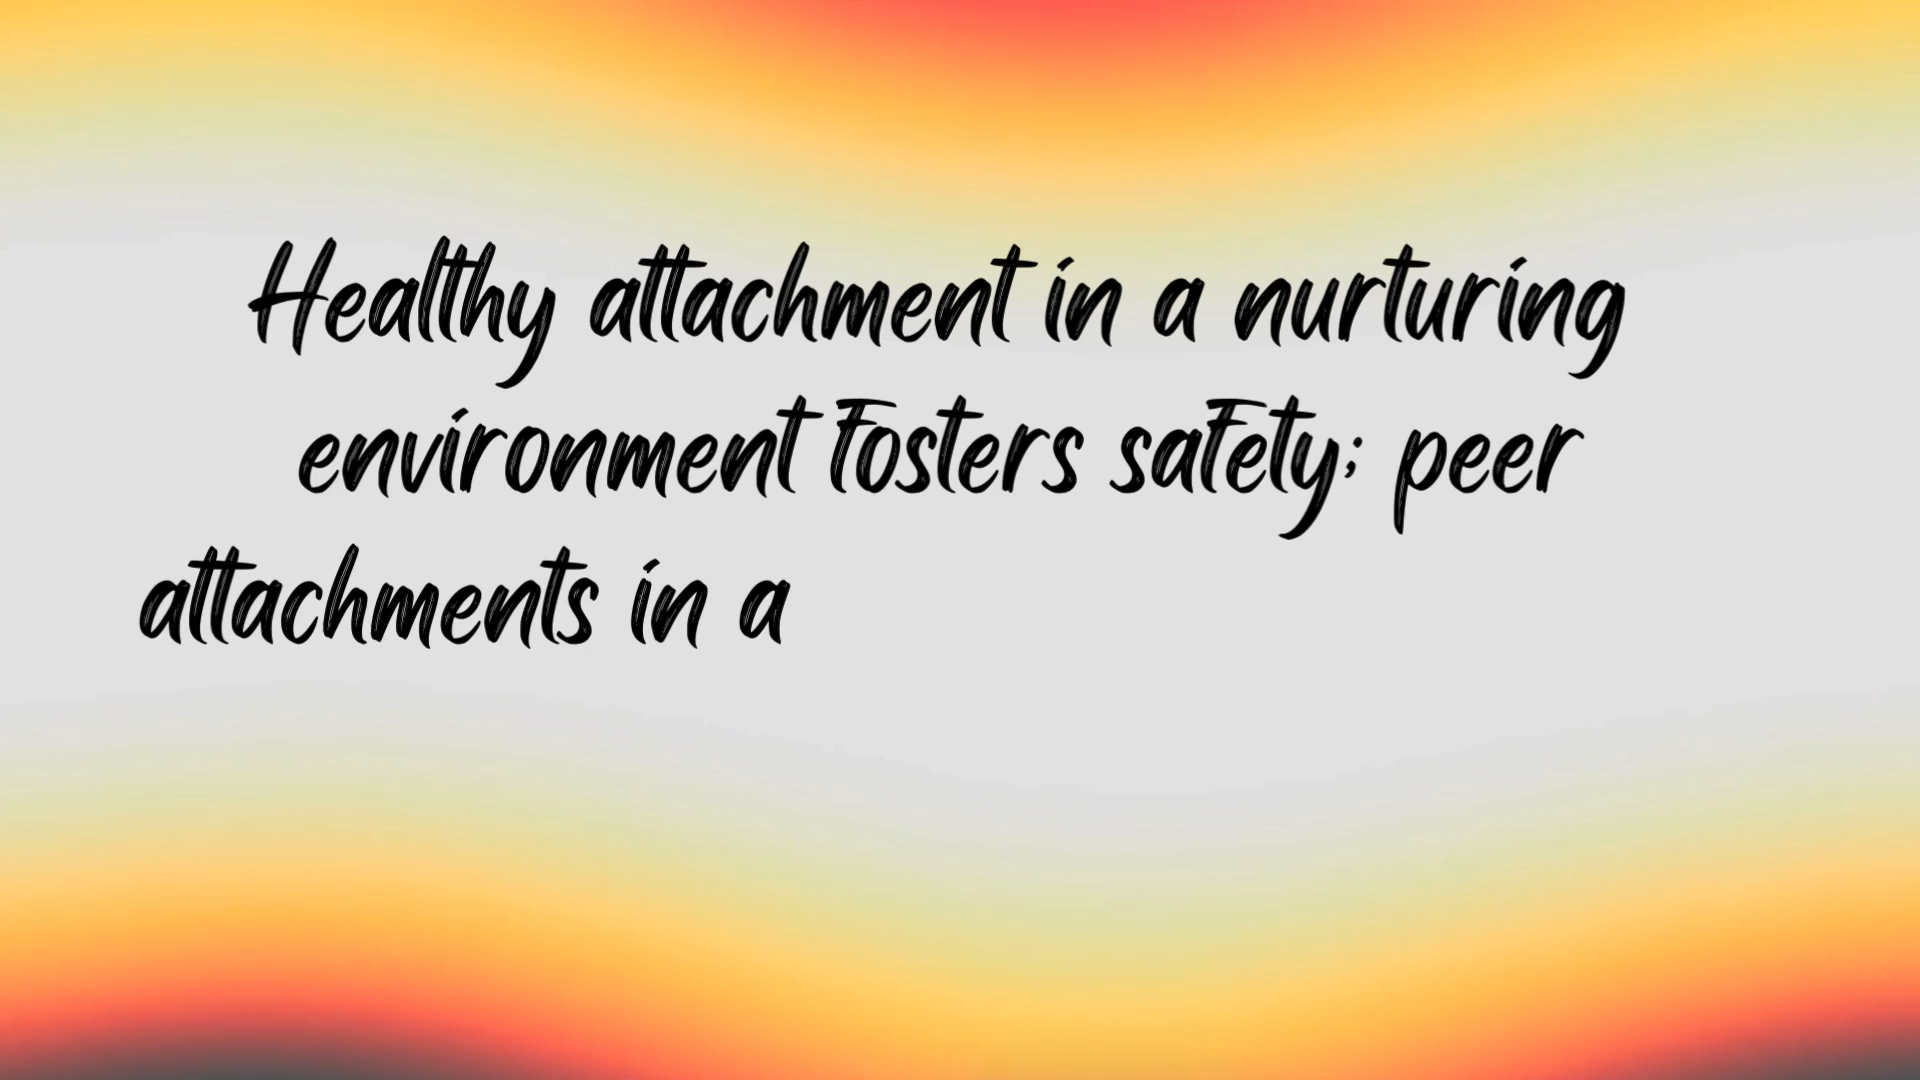 Healthy attachment in a nurturing
environment fosters safety; peer
attachments in a